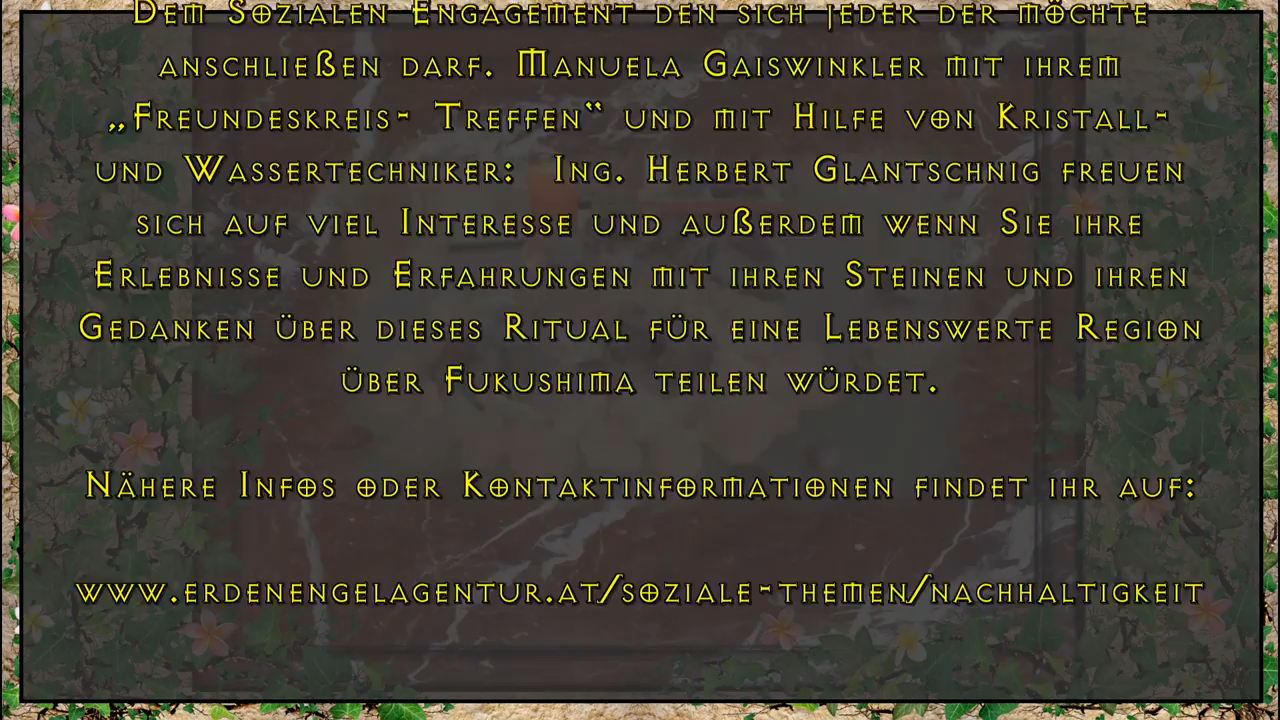 Dem Sozialen Engagement den sich jeder der möchte
anschließen darf. Manuela Gaiswinkler mit ihrem
„Freundeskreis- Treffen“ und mit Hilfe von Kristall-
und Wassertechniker: Ing. Herbert Glantschnig freuen
sich auf viel Interesse und außerdem wenn Sie ihre
Erlebnisse und Erfahrungen mit ihren Steinen und ihren
Gedanken über dieses Ritual für eine Lebenswerte Region
über Fukushima teilen würdet.
Nähere Infos oder Kontaktinformationen findet ihr auf:
www.erdenengelagentur.at/soziale-themen/nachhaltigkeit